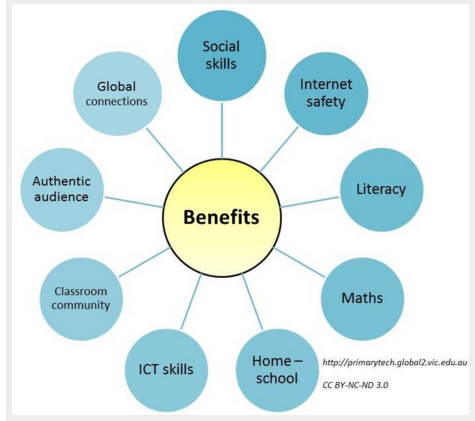 Social
skills
Internet
safety
Literacy
Maths
Home –
school
ICT skills
Classroom
community
Authentic
audience
Global
connections
Benefits
http://primarytech.global2.vic.edu.au
CC BY-NC-ND 3.0